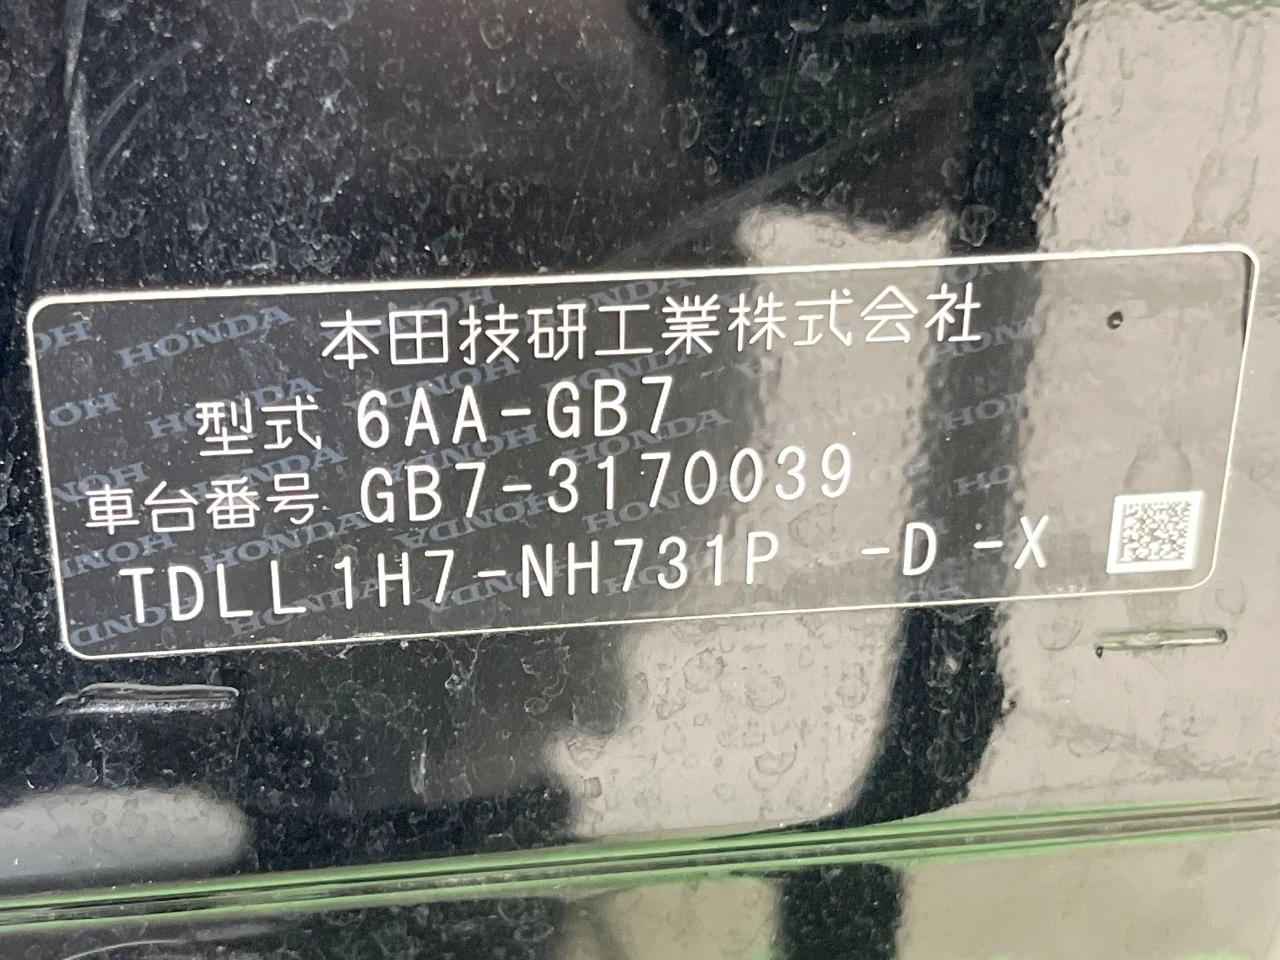 本田技研工業株式会社
型式 6AA-GB7
車台番号 GB7-3170039
TDLL1H7-NH731P -D -X